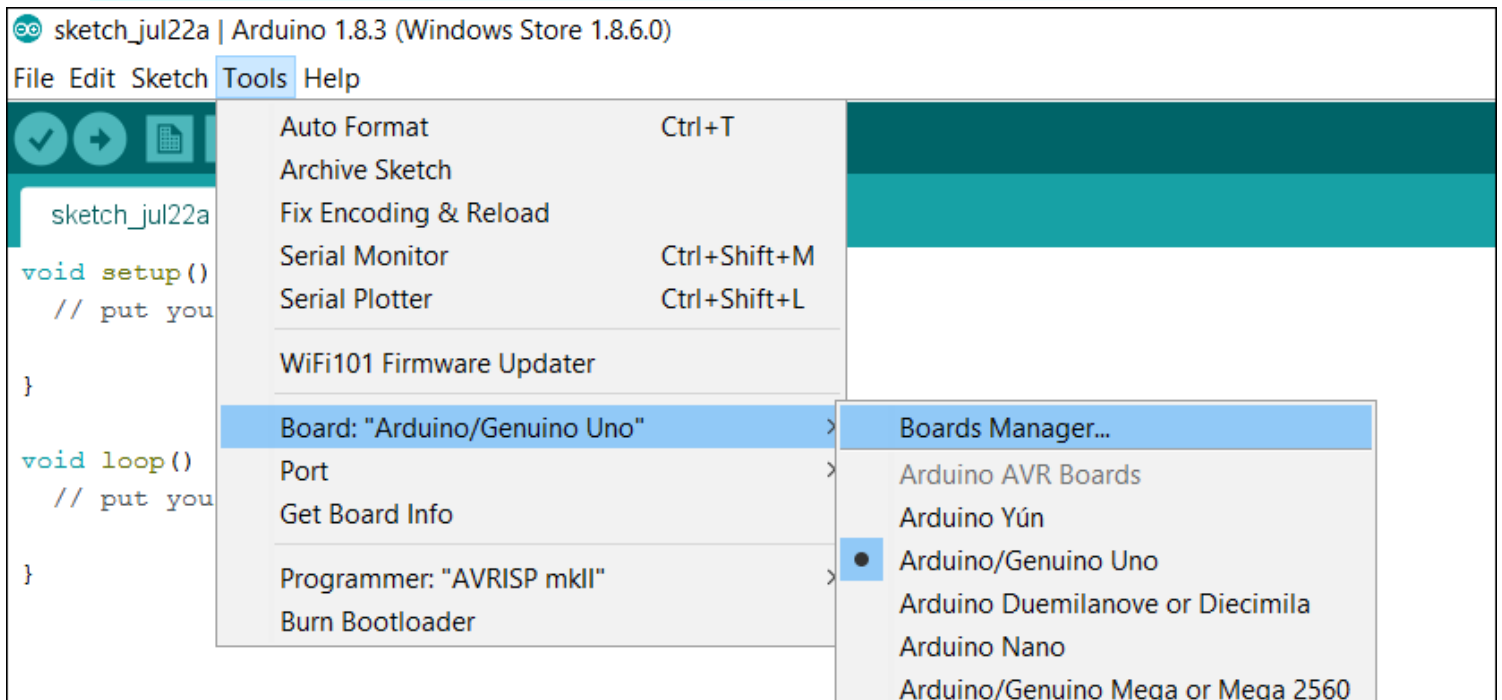 sketch_jul22a | Arduino 1.8.3 (Windows Store 1.8.6.0)
File Edit Sketch Tools Help
sketch_jul22a
void setup()
// put you
}
void loop()
// put you
}
Auto Format Ctrl+T
Archive Sketch
Fix Encoding & Reload
Serial Monitor Ctrl+Shift+M
Serial Plotter Ctrl+Shift+L
WiFi101 Firmware Updater
Board: "Arduino/Genuino Uno"
Port
Get Board Info
Programmer: "AVRISP mkII"
Burn Bootloader
Boards Manager...
Arduino AVR Boards
Arduino Yún
Arduino/Genuino Uno
Arduino Duemilanove or Diecimila
Arduino Nano
Arduino/Genuino Mega or Mega 2560